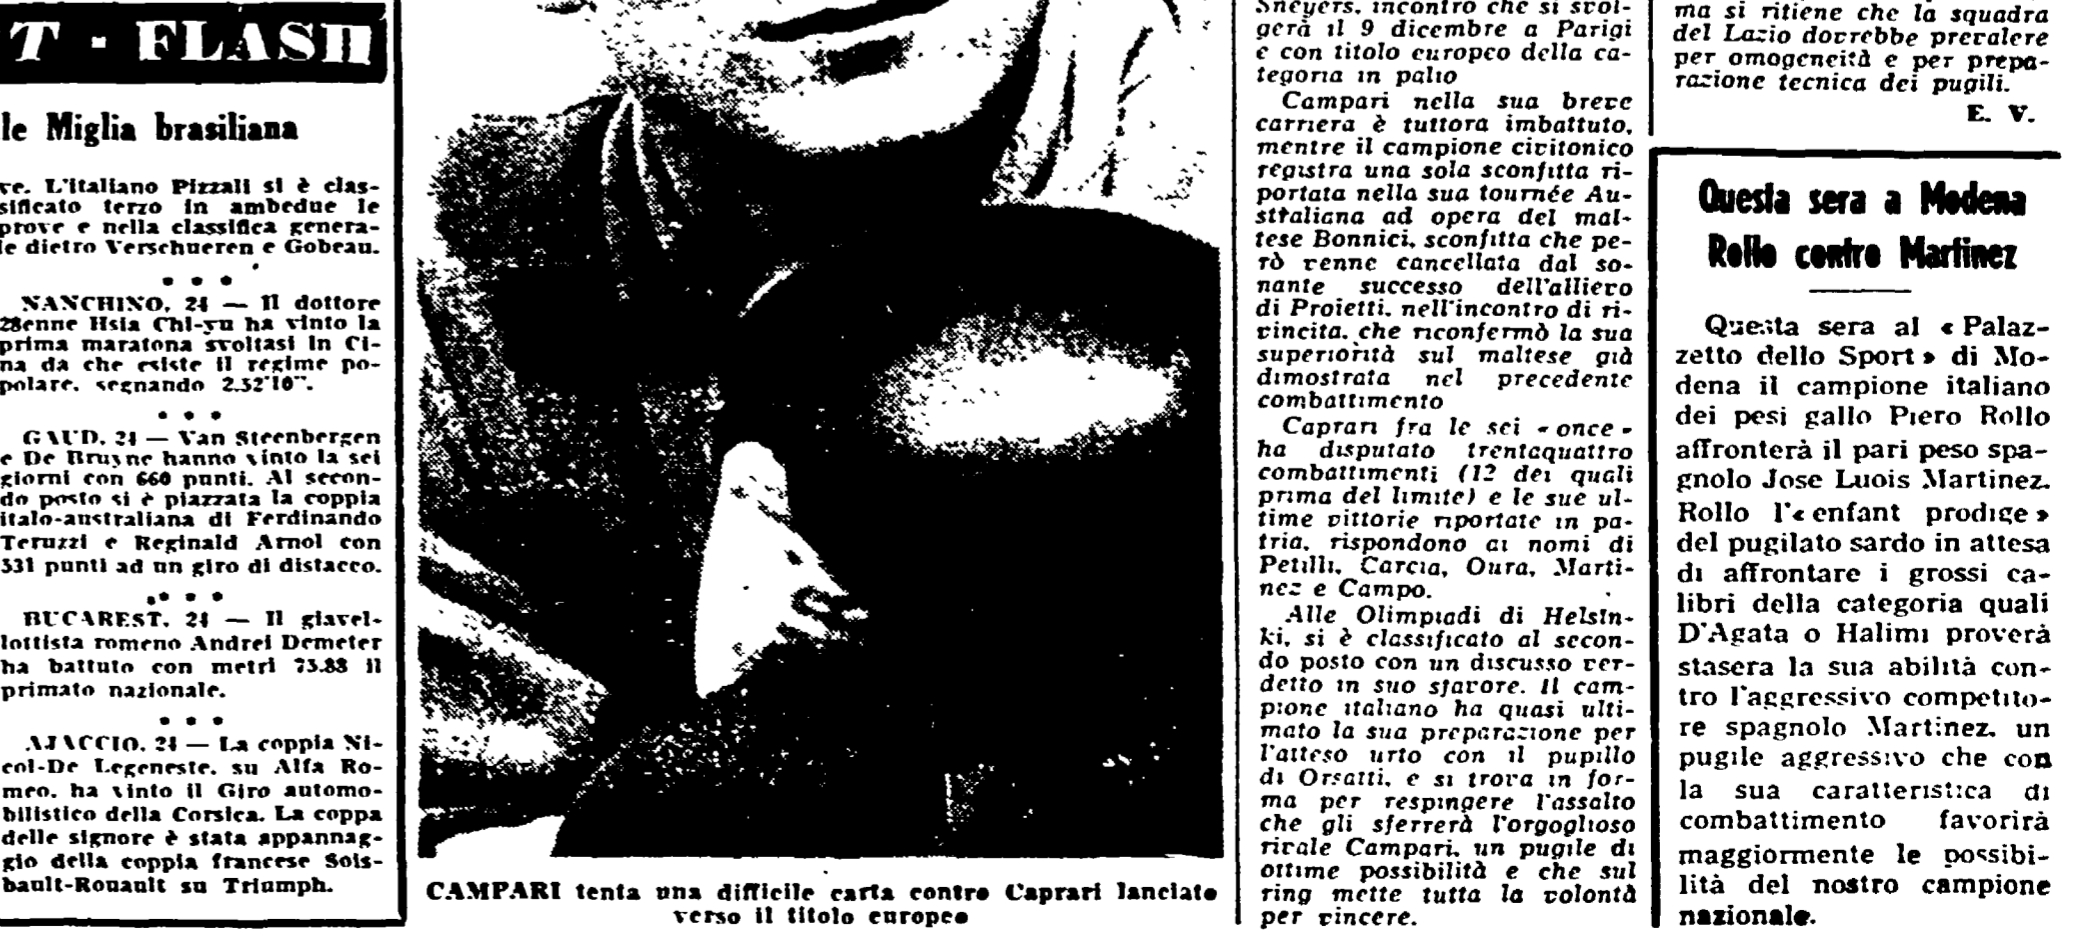 T - FLASH
le Miglia brasiliana
ve. L'italiano Pizzali si è clas-
sificato terzo in ambedue le
prove e nella classifica genera-
le dietro Verschueren e Gobeau.
• • •
NANCHINO, 24 — Il dottore
28enne Hsia Chi-yu ha vinto la
prima maratona svoltasi in Ci-
na da che esiste il regime po-
polare, segnando 2.32'10".
• • •
GAUD, 24 — Van Steenbergen
e De Bruyne hanno vinto la sei
giorni con 660 punti. Al secon-
do posto si è piazzata la coppia
italo-australiana di Ferdinando
Teruzzi e Reginald Arnol con
331 punti ad un giro di distacco.
• • •
BUCAREST, 24 — Il giavel-
lottista romeno Andrei Demeter
ha battuto con metri 73.88 il
primato nazionale.
• • •
AJACCIO, 24 — La coppia Ni-
col-De Legeneste, su Alfa Ro-
meo, ha vinto il Giro automo-
bilistico della Corsica. La coppa
delle signore è stata appannag-
gio della coppia francese Sois-
bault-Rouault su Triumph.
CAMPARI tenta una difficile carta contro Caprari lanciato
verso il titolo europeo
Sneyers, incontro che si svol-
gerà il 9 dicembre a Parigi
e con titolo europeo della ca-
tegoria in palio
Campari nella sua breve
carriera è tuttora imbattuto,
mentre il campione civitonico
registra una sola sconfitta ri-
portata nella sua tournée Au-
straliana ad opera del mal-
tese Bonnici, sconfitta che pe-
rò venne cancellata dal so-
nante successo dell'allievo
di Proietti, nell'incontro di ri-
vincita, che riconfermò la sua
superiorità sul maltese già
dimostrata nel precedente
combattimento
Caprari fra le sei « once »
ha disputato trentaquattro
combattimenti (12 dei quali
prima del limite) e le sue ul-
time vittorie riportate in pa-
tria, rispondono ai nomi di
Petilli, Carcia, Oura, Marti-
nez e Campo.
Alle Olimpiadi di Helsin-
ki, si è classificato al secon-
do posto con un discusso ver-
detto in suo sfavore. Il cam-
pione italiano ha quasi ulti-
mato la sua preparazione per
l'atteso urto con il pupillo
di Orsatti, e si trova in for-
ma per respingere l'assalto
che gli sferrerà l'orgoglioso
rivale Campari, un pugile di
ottime possibilità e che sul
ring mette tutta la volontà
per vincere.
ma si ritiene che la squadra
del Lazio dovrebbe prevalere
per omogeneità e per prepa-
razione tecnica dei pugili.
E. V.
Questa sera a Modena
Rollo contro Martinez
Questa sera al « Palaz-
zetto dello Sport » di Mo-
dena il campione italiano
dei pesi gallo Piero Rollo
affronterà il pari peso spa-
gnolo Jose Luois Martinez.
Rollo l'« enfant prodige »
del pugilato sardo in attesa
di affrontare i grossi ca-
libri della categoria quali
D'Agata o Halimi proverà
stasera la sua abilità con-
tro l'aggressivo competito-
re spagnolo Martinez, un
pugile aggressivo che con
la sua caratteristica di
combattimento favorirà
maggiormente le possibi-
lità del nostro campione
nazionale.